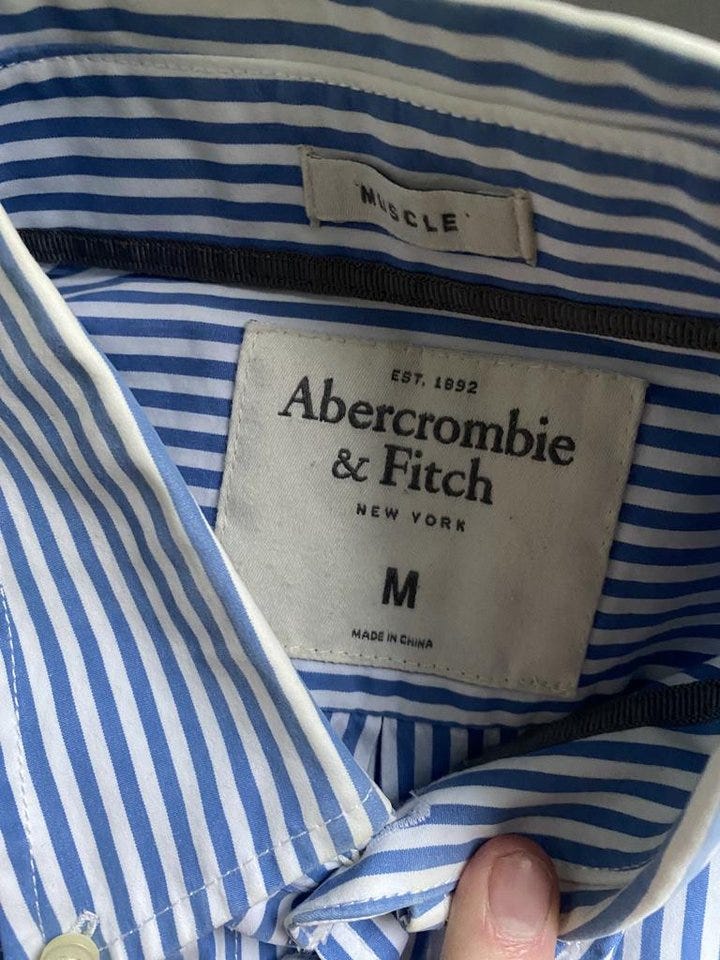 MUSCLE
EST. 1892
Abercrombie
& Fitch
NEW YORK
M
MADE IN CHINA